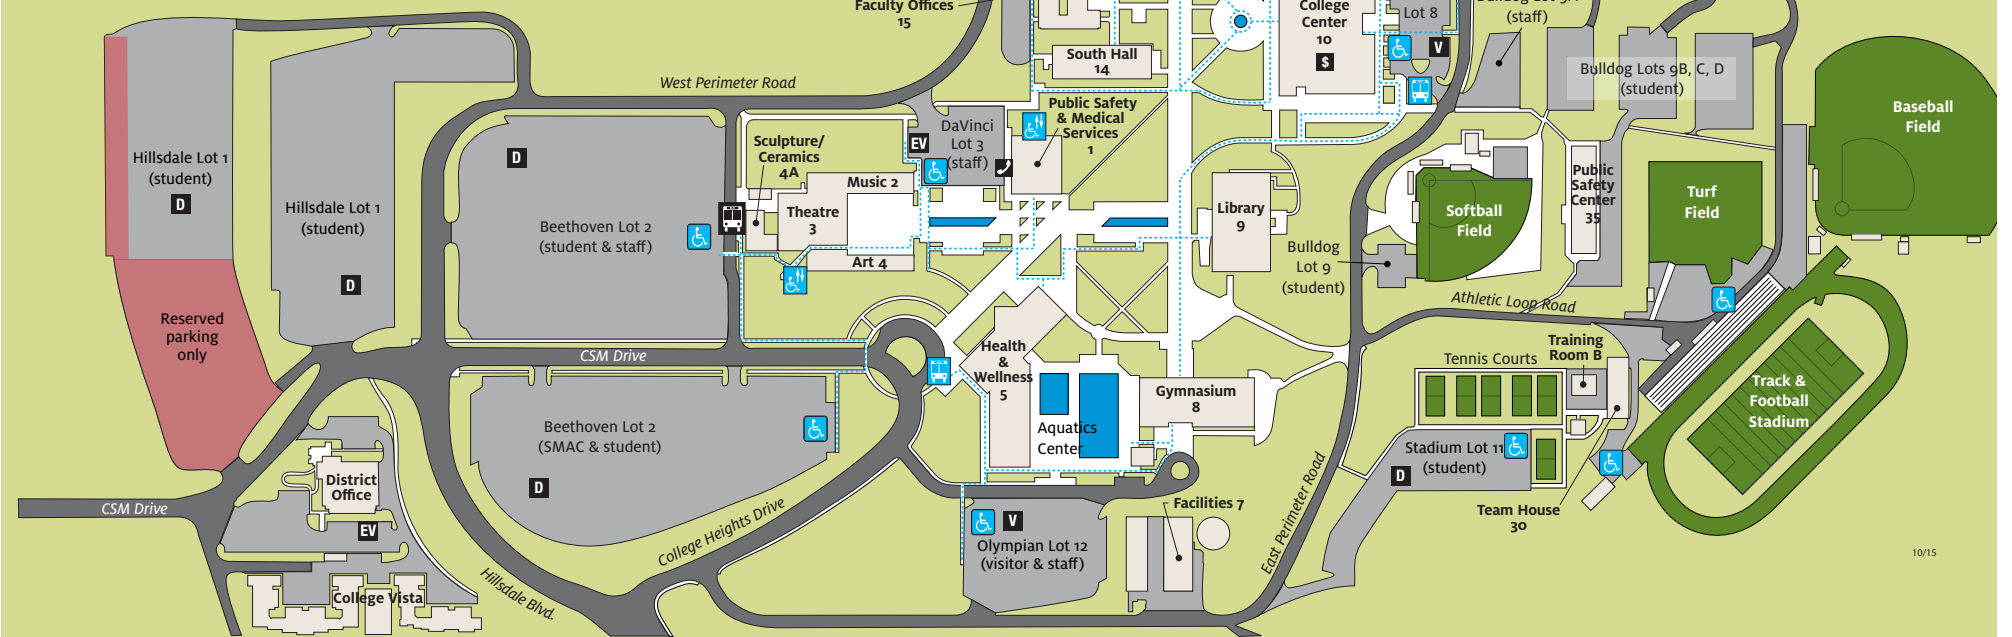 Faculty Offices
15
College
Center
10
$
Lot 8
V
(staff)
South Hall
14
West Perimeter Road
Bulldog Lots 9B, C, D
(student)
Baseball
Field
Public Safety
& Medical
Services
1
DaVinci
Lot 3
(staff)
EV
Sculpture/
Ceramics
4A
Music 2
Theatre
3
Art 4
Hillsdale Lot 1
(student)
D
Hillsdale Lot 1
(student)
D
D
Beethoven Lot 2
(student & staff)
Library
9
Bulldog
Lot 9
(student)
Softball
Field
Public
Safety
Center
35
Turf
Field
Athletic Loop Road
Reserved
parking
only
CSM Drive
Health
&
Wellness
5
Gymnasium
8
Aquatics
Center
Tennis Courts
Training
Room B
Track &
Football
Stadium
Beethoven Lot 2
(SMAC & student)
D
Stadium Lot 11
(student)
D
Team House
30
District
Office
EV
CSM Drive
College Heights Drive
Hillsdale Blvd.
College Vista
V
Olympian Lot 12
(visitor & staff)
Facilities 7
East Perimeter Road
10/15